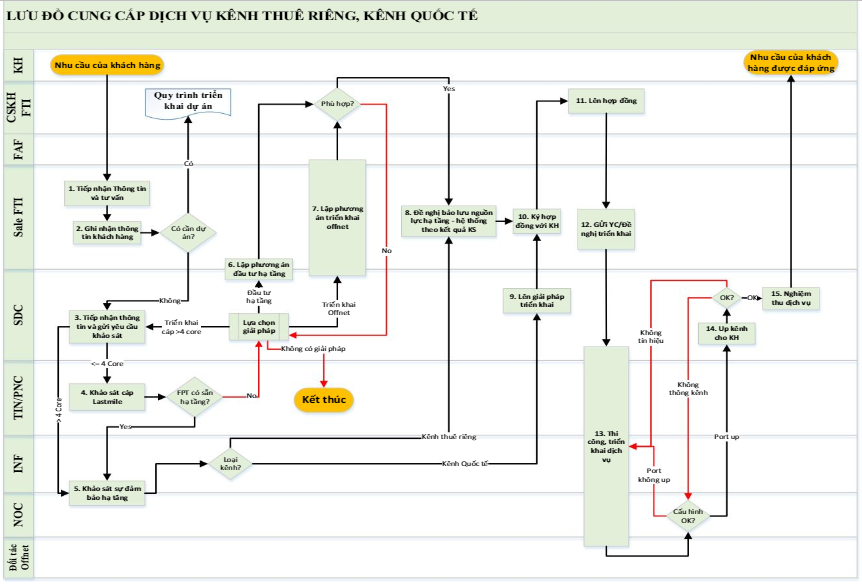 LƯU ĐỒ CUNG CẤP DỊCH VỤ KÊNH THUÊ RIÊNG, KÊNH QUỐC TẾ
KH
Nhu cầu của khách hàng
Nhu cầu của khách
hàng được đáp ứng
CSKH
FTI
Quy trình triển
khai dự án
Phù hợp?
Yes
11. Lên hợp đồng
FAF
Có
No
Sale FTI
1. Tiếp nhận Thông tin
và tư vấn
2. Ghi nhận thông
tin khách hàng
Có cần dự
án?
7. Lập phương
án triển khai
offnet
6. Lập phương án
đầu tư hạ tầng
8. Đề nghị bảo lưu nguồn
lực hạ tầng – hệ thống
theo kết quả KS
10. Ký hợp
đồng với KH
12. GỬI YC/Đề
nghị triển khai
SDC
Không
Đầu tư
hạ tầng
Triển khai
Offnet
3. Tiếp nhận thông
tin và gửi yêu cầu
khảo sát
Triển khai
cáp >4 core
Lựa chọn
giải pháp
Không có giải pháp
9. Lên giải pháp
triển khai
OK?
OK
15. Nghiệm
thu dịch vụ
14. Up kênh
cho KH
Không
tín hiệu
<= 4 Core
TIN/PNC
4. Khảo sát cáp
Lastmile
FPT có sẵn
hạ tầng?
No
Kết thúc
Không
thông kênh
> 4 Core
Yes
Kênh thuê riêng
Port up
13. Thi
công, triển
khai dịch
vụ
INF
Loại
kênh?
Kênh Quốc tế
Port
không up
5. Khảo sát sự đảm
bảo hạ tầng
NOC
Cấu hình
OK?
Đối tác
Offnet